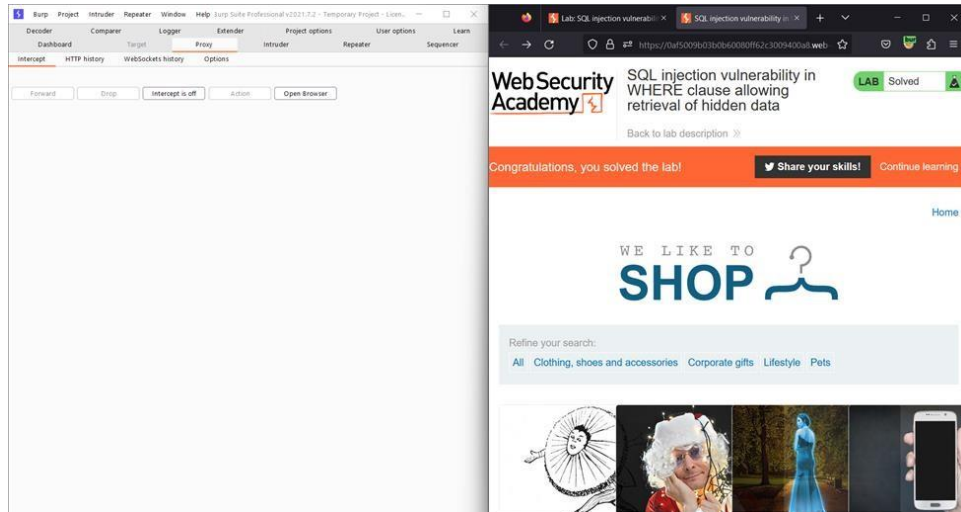 Burp Project Intruder Repeater Window Help Burp Suite Professional v2021.7.2 - Temporary Project - Licen...
Decoder Comparer Logger Extender Project options User options Learn
Dashboard Target Proxy Intruder Repeater Sequencer
Intercept HTTP history WebSockets history Options
Forward Drop Intercept is off Action Open Browser
Lab: SQL injection vulnerabili SQL injection vulnerability in
https://0af5009b03b0b60080ff62c3009400a8.web
WebSecurity
Academy
SQL injection vulnerability in
WHERE clause allowing
retrieval of hidden data
Back to lab description
LAB Solved
Congratulations, you solved the lab!
Share your skills!
Continue learning
Home
WE LIKE TO
SHOP
Refine your search:
All Clothing, shoes and accessories Corporate gifts Lifestyle Pets